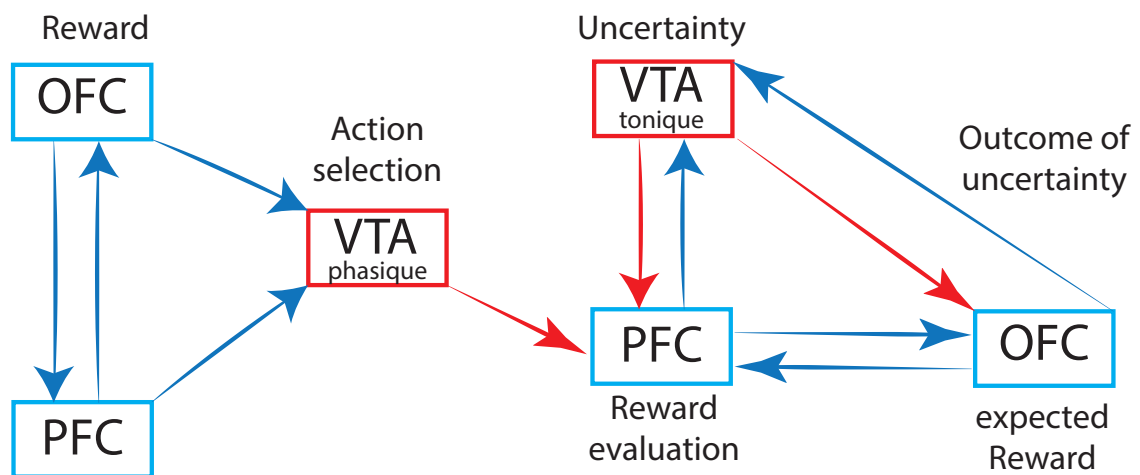 Reward
OFC
PFC
Action
selection
VTA
phasique
Uncertainty
VTA
tonique
Outcome of
uncertainty
PFC
Reward
evaluation
OFC
expected
Reward